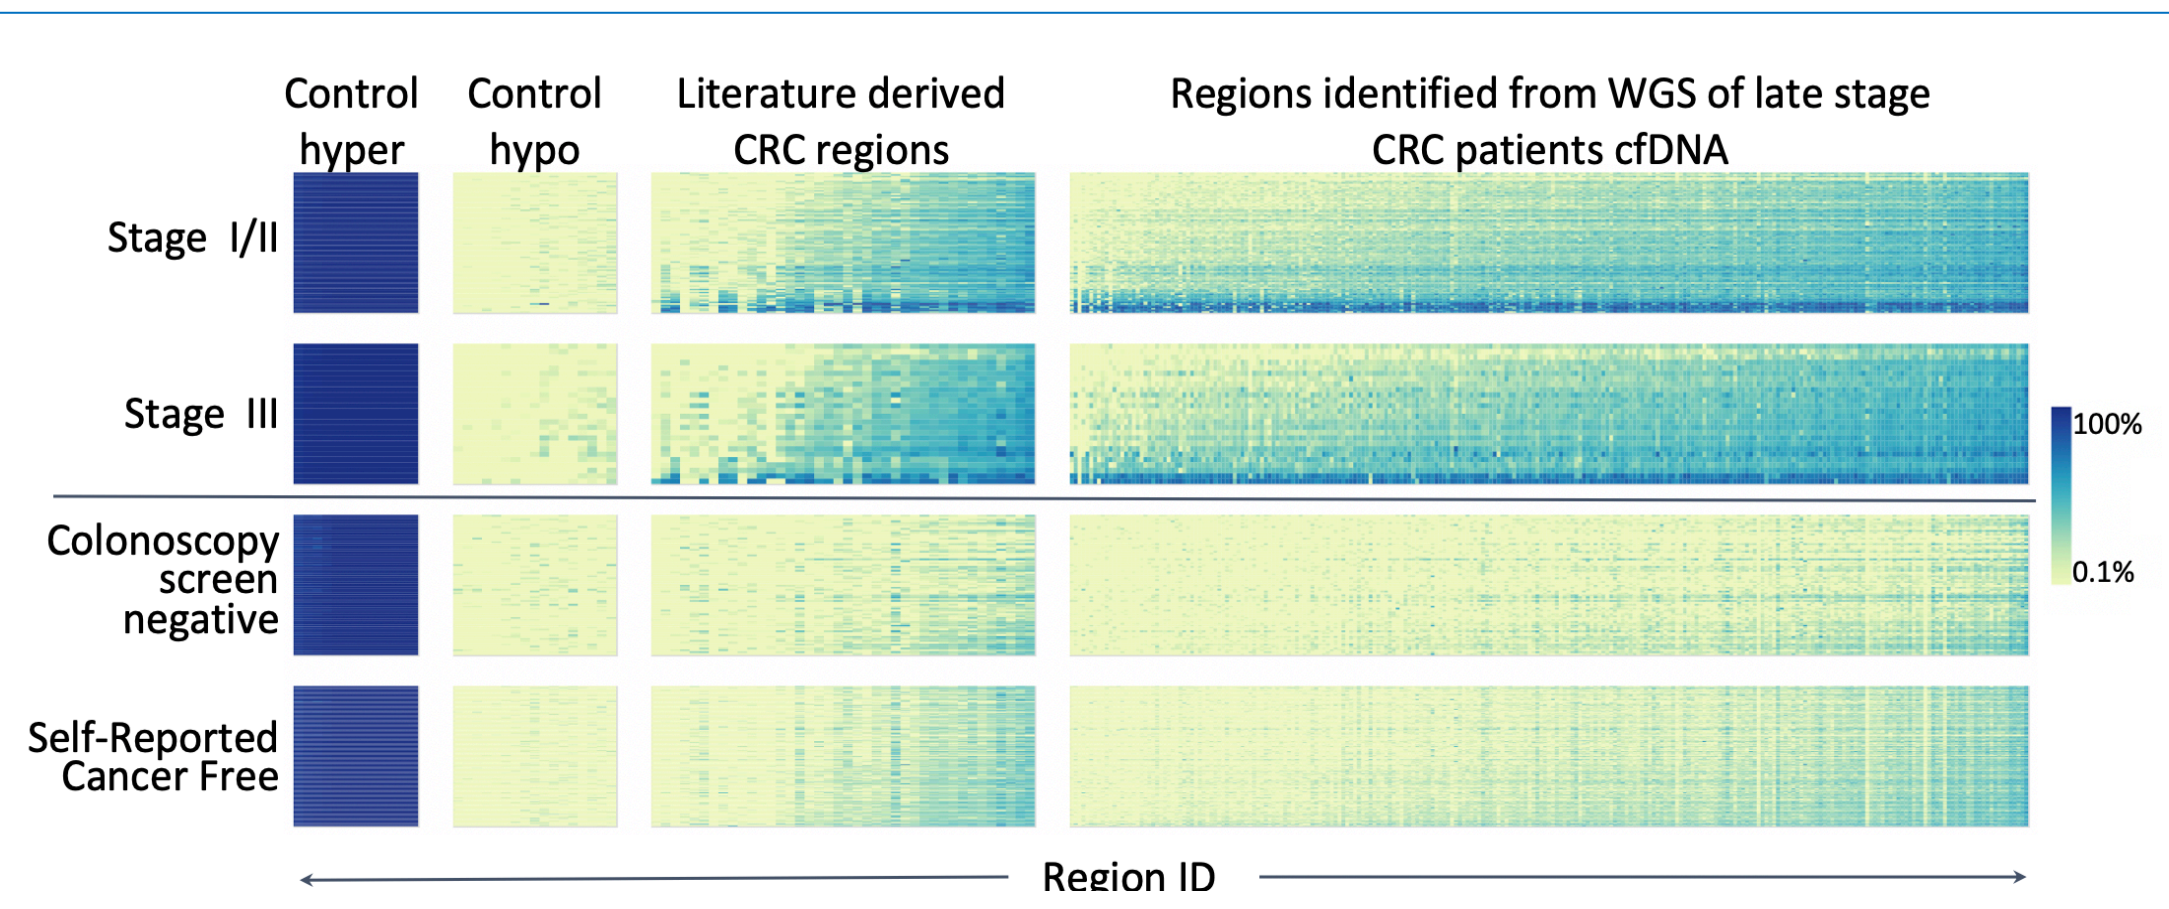 Control hyper
Control hypo
Literature derived CRC regions
Regions identified from WGS of late stage CRC patients cfDNA
Stage I/II
Stage III
Colonoscopy
screen
negative
Self-Reported
Cancer Free
100%
0.1%
Region ID